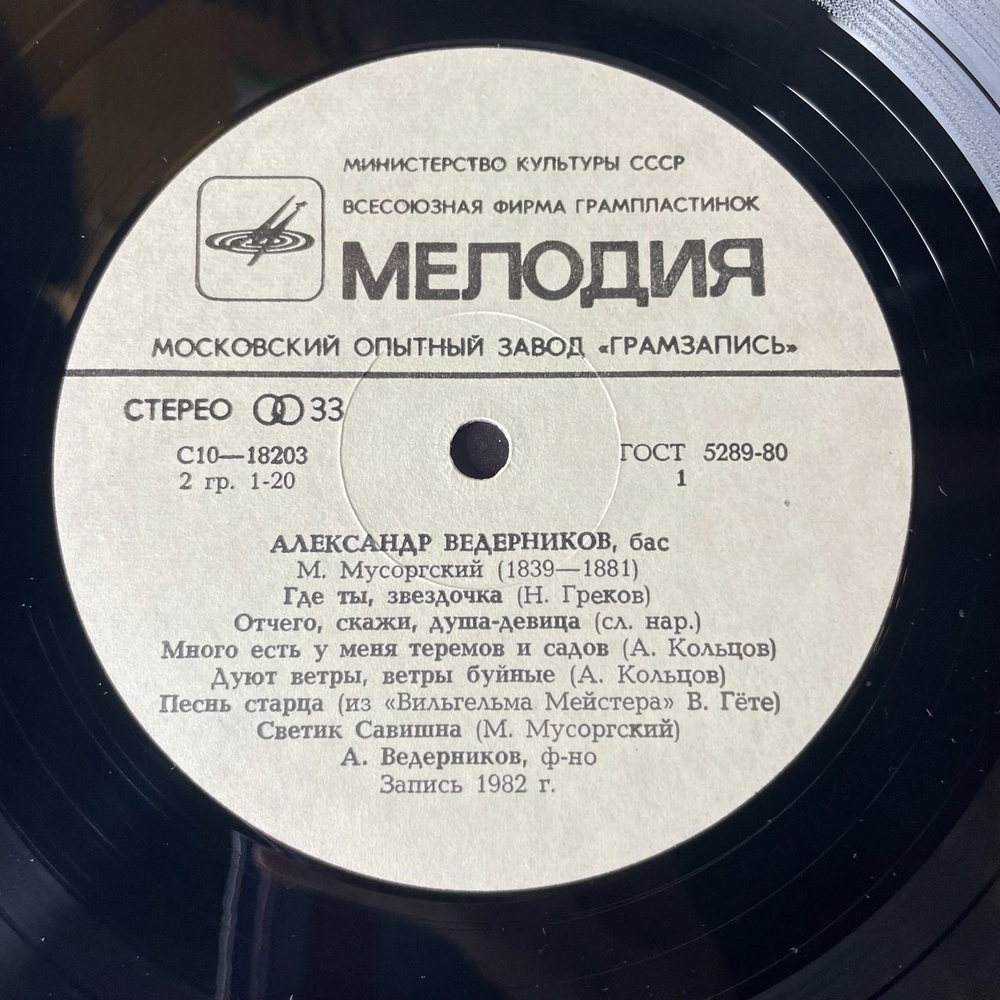 МИНИСТЕРСТВО КУЛЬТУРЫ СССР
ВСЕСОЮЗНАЯ ФИРМА ГРАМПЛАСТИНОК
МЕЛОДИЯ
МОСКОВСКИЙ ОПЫТНЫЙ ЗАВОД «ГРАМЗАПИСЬ»
СТЕРЕО 33
С10—18203
2 гр. 1-20
ГОСТ 5289-80
1
АЛЕКСАНДР ВЕДЕРНИКОВ, бас
М. Мусоргский (1839—1881)
Где ты, звездочка (Н. Греков)
Отчего, скажи, душа-девица (сл. нар.)
Много есть у меня теремов и садов (А. Кольцов)
Дуют ветры, ветры буйные (А. Кольцов)
Песнь старца (из «Вильгельма Мейстера» В. Гёте)
Светик Савишна (М. Мусоргский)
А. Ведерников, ф-но
Запись 1982 г.